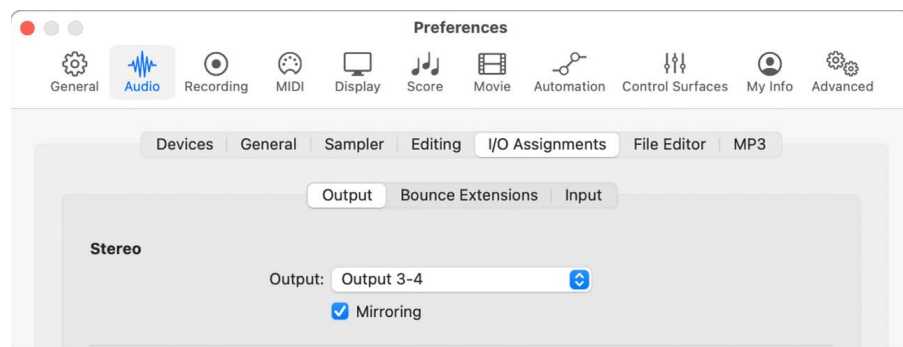 Preferences
General Audio Recording MIDI Display Score Movie Automation Control Surfaces My Info Advanced
Devices General Sampler Editing I/O Assignments File Editor MP3
Output Bounce Extensions Input
Stereo
Output: Output 3-4
Mirroring